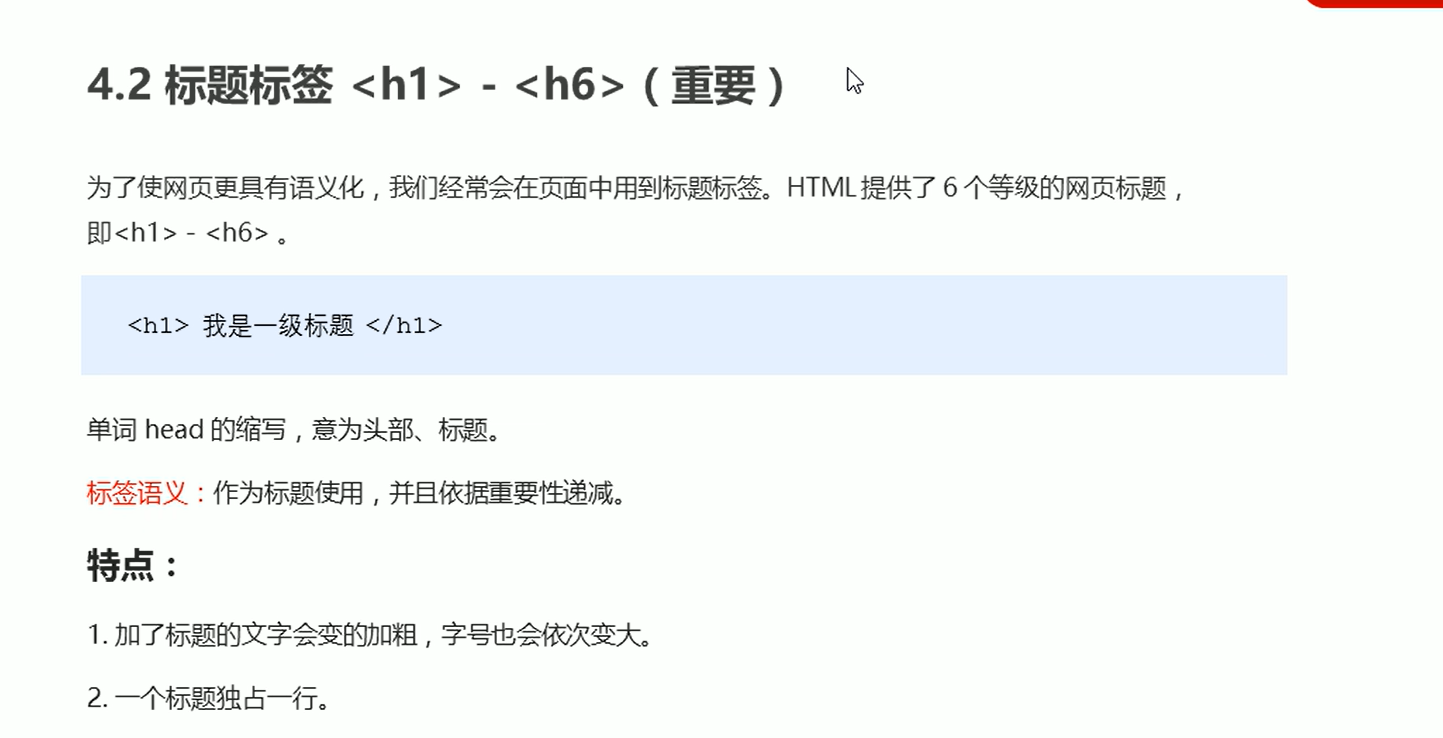 4.2 标题标签 <h1> - <h6>（重要）
为了使网页更具有语义化，我们经常会在页面中用到标题标签。HTML 提供了 6 个等级的网页标题，
即<h1> - <h6> 。
<h1> 我是一级标题 </h1>
单词 head 的缩写，意为头部、标题。
标签语义：作为标题使用，并且依据重要性递减。
特点：
1. 加了标题的文字会变的加粗，字号也会依次变大。
2. 一个标题独占一行。